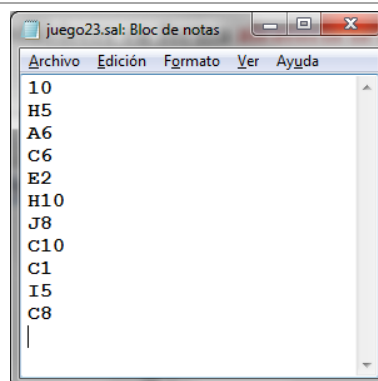 juego23.sal: Bloc de notas
Archivo Edición Formato Ver Ayuda
10
H5
A6
C6
E2
H10
J8
C10
C1
I5
C8